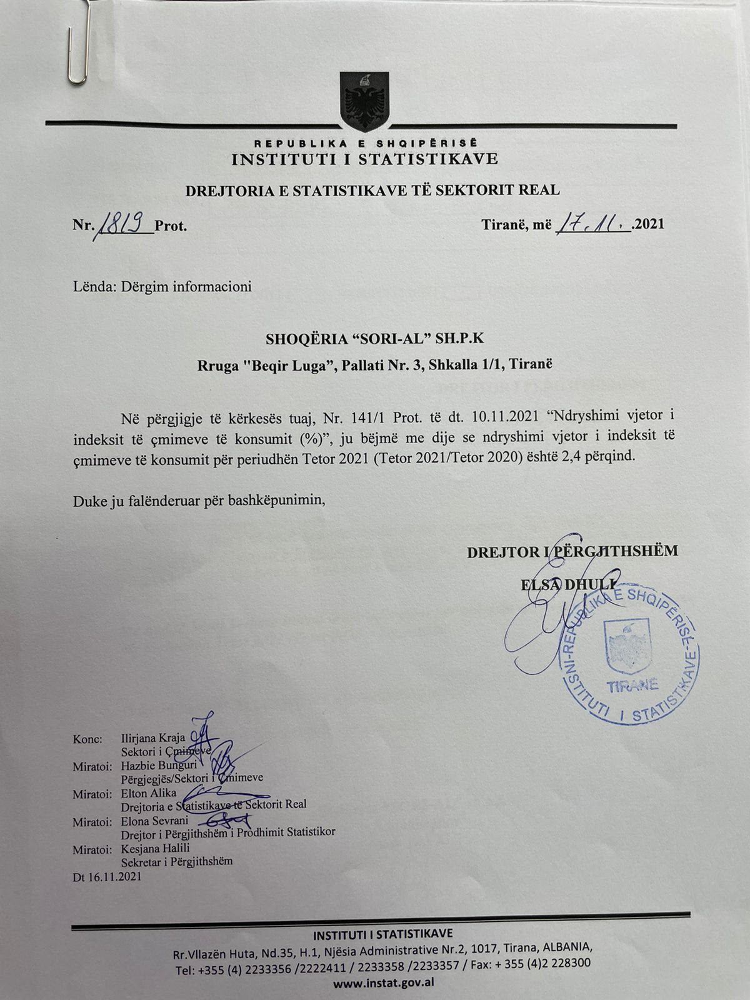 REPUBLIKA E SHQIPËRISË
INSTITUTI I STATISTIKAVE
DREJTORIA E STATISTIKAVE TË SEKTORIT REAL
Nr. 1819 Prot.
Tiranë, më 17.11. .2021
Lënda: Dërgim informacioni
SHOQËRIA “SORI-AL” SH.P.K
Rruga "Beqir Luga”, Pallati Nr. 3, Shkalla 1/1, Tiranë
Në përgjigje të kërkesës tuaj, Nr. 141/1 Prot. të dt. 10.11.2021 “Ndryshimi vjetor i
indeksit të çmimeve të konsumit (%)”, ju bëjmë me dije se ndryshimi vjetor i indeksit të
çmimeve të konsumit për periudhën Tetor 2021 (Tetor 2021/Tetor 2020) është 2,4 përqind.
Duke ju falënderuar për bashkëpunimin,
DREJTOR I PËRGJITHSHËM
ELSA DHULI
INSTITUTI I STATISTIKAVE-REPUBLIKA E SHQIPËRISË-
TIRANË
Konc: Ilirjana Kraja
Sektori i Çmimeve
Miratoi: Hazbie Bunguri
Përgjegjës/Sektori i Çmimeve
Miratoi: Elton Alika
Drejtoria e Statistikave të Sektorit Real
Miratoi: Elona Sevrani
Drejtor i Përgjithshëm i Prodhimit Statistikor
Miratoi: Kesjana Halili
Sekretar i Përgjithshëm
Dt 16.11.2021
INSTITUTI I STATISTIKAVE
Rr.Vllazën Huta, Nd.35, H.1, Njësia Administrative Nr.2, 1017, Tirana, ALBANIA,
Tel: +355 (4) 2233356 /2222411 / 2233358 /2233357 / Fax: + 355 (4)2 228300
www.instat.gov.al